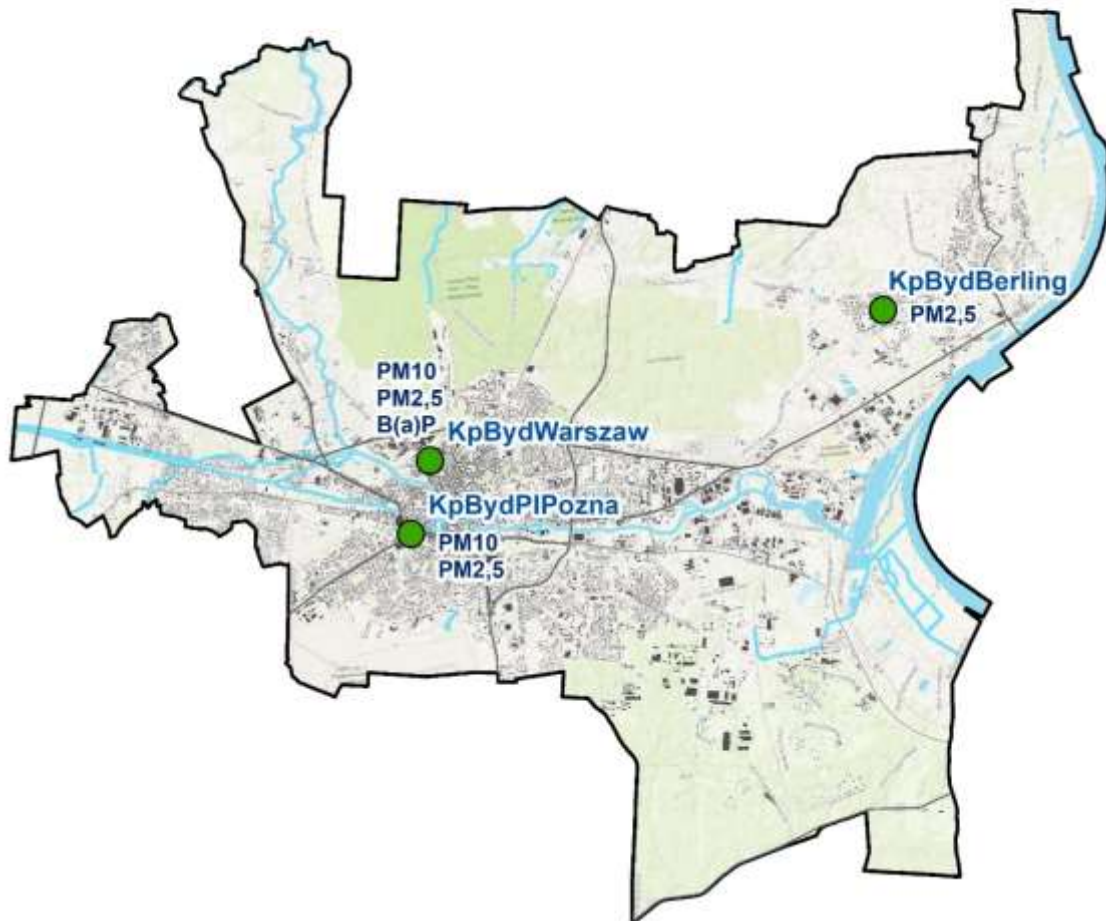 KpBydBerling
PM2,5
PM10
PM2,5
B(a)P
KpBydWarszaw
KpBydPlPozna
PM10
PM2,5